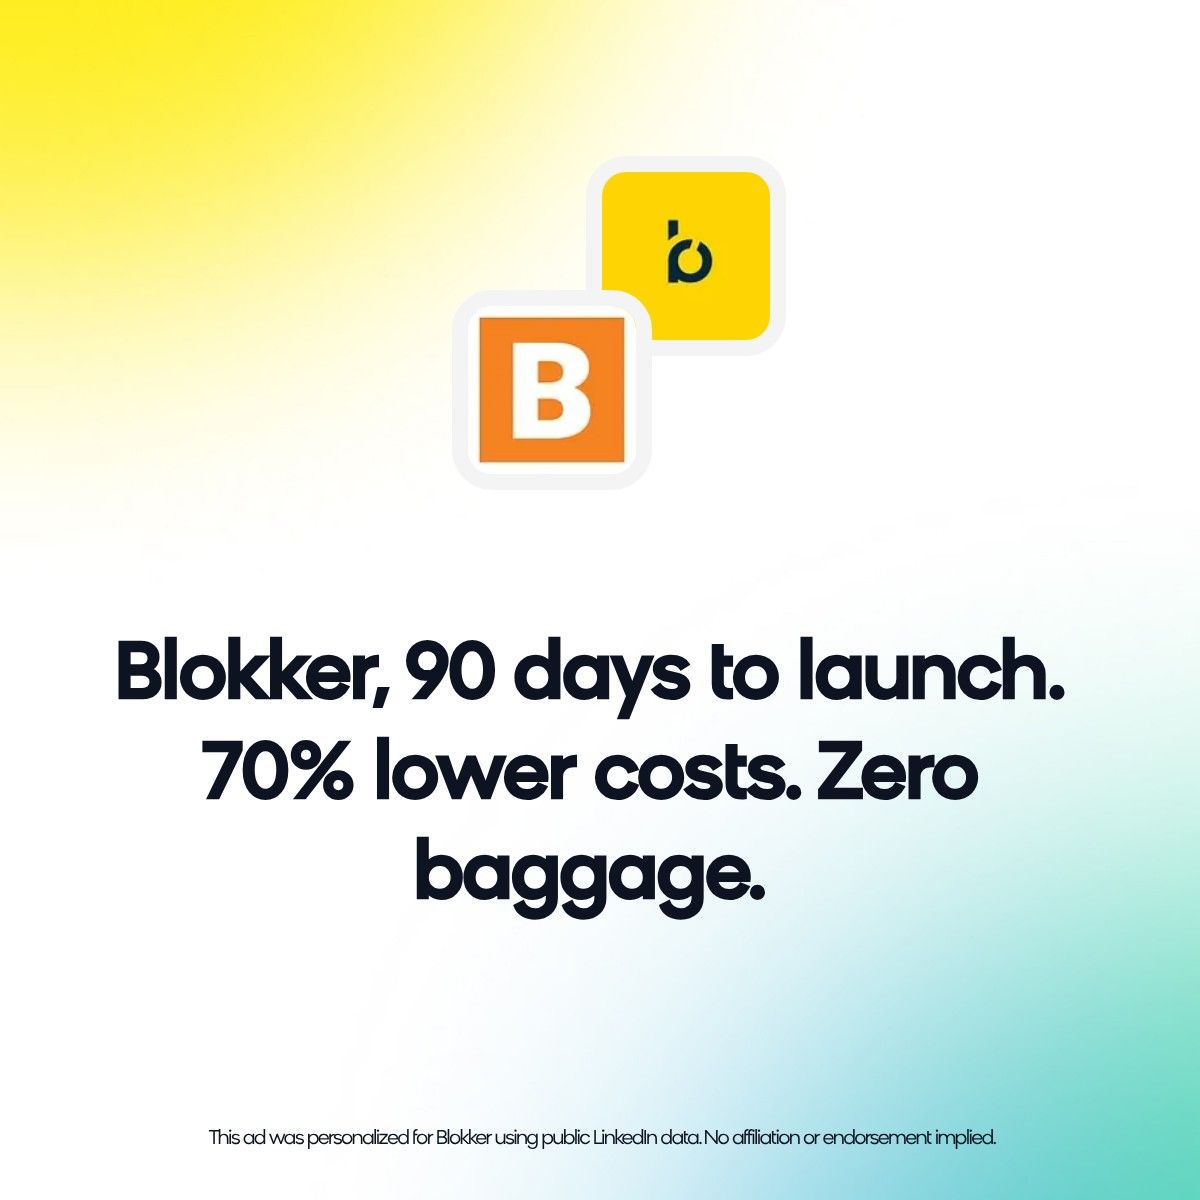 b
B
Blokker, 90 days to launch.
70% lower costs. Zero
baggage.
This ad was personalized for Blokker using public LinkedIn data. No affiliation or endorsement implied.